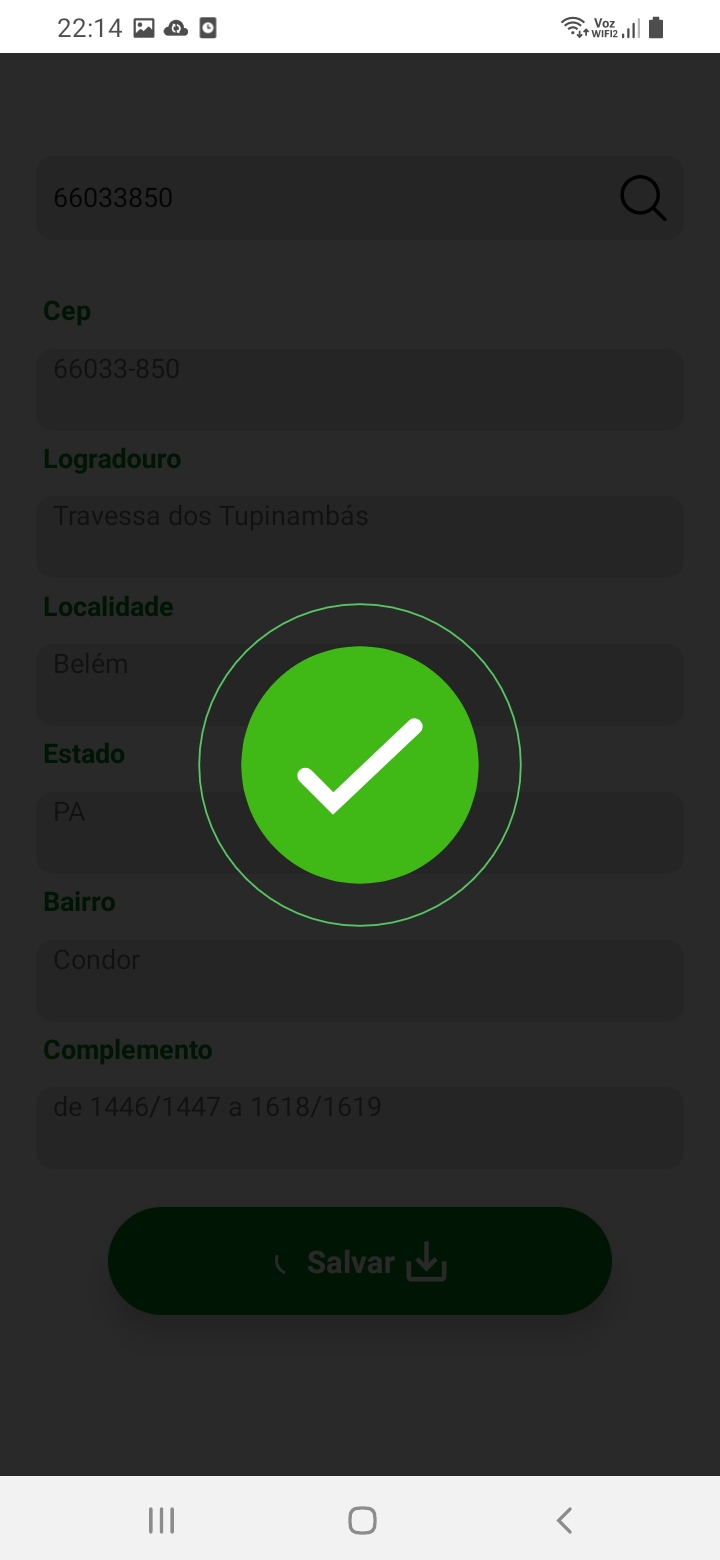 22:14
Voz
WIFI2
66033850
Cep
66033-850
Logradouro
Travessa dos Tupinambás
Localidade
Belém
Estado
PA
Bairro
Condor
Complemento
de 1446/1447 a 1618/1619
Salvar